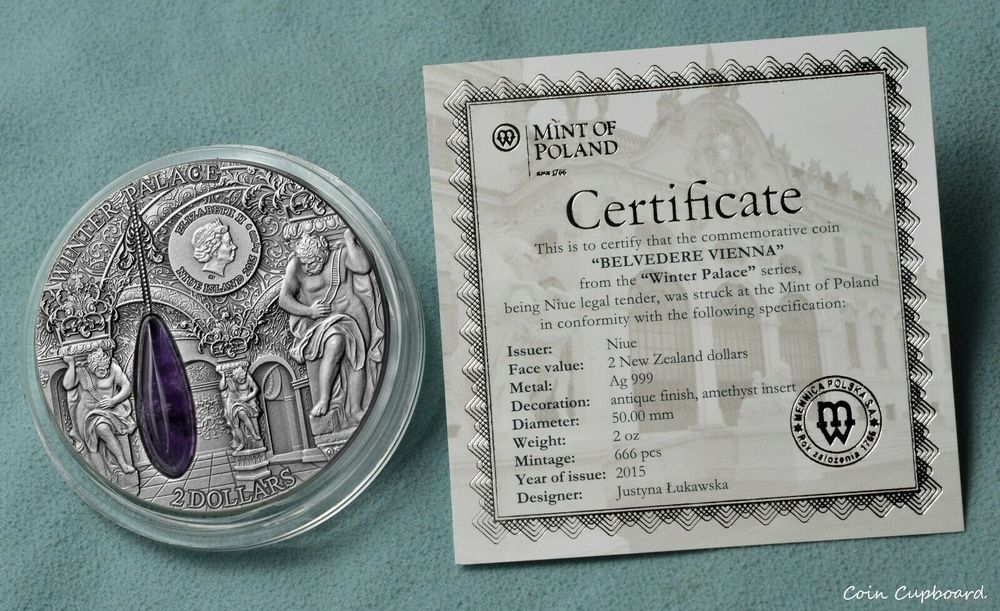 WINTER PALACE
ELIZABETH II
NIUE ISLAND 2015
2 DOLLARS
MINT OF
POLAND
SINCE 1766
Certificate
This is to certify that the commemorative coin
“BELVEDERE VIENNA”
from the “Winter Palace” series,
being Niue legal tender, was struck at the Mint of Poland
in conformity with the following specification:
Issuer: Niue
Face value: 2 New Zealand dollars
Metal: Ag 999
Decoration: antique finish, amethyst insert
Diameter: 50.00 mm
Weight: 2 oz
Mintage: 666 pcs
Year of issue: 2015
Designer: Justyna Łukawska
MENNICA POLSKA S.A.
Rok założenia 1766
Coin Cupboard